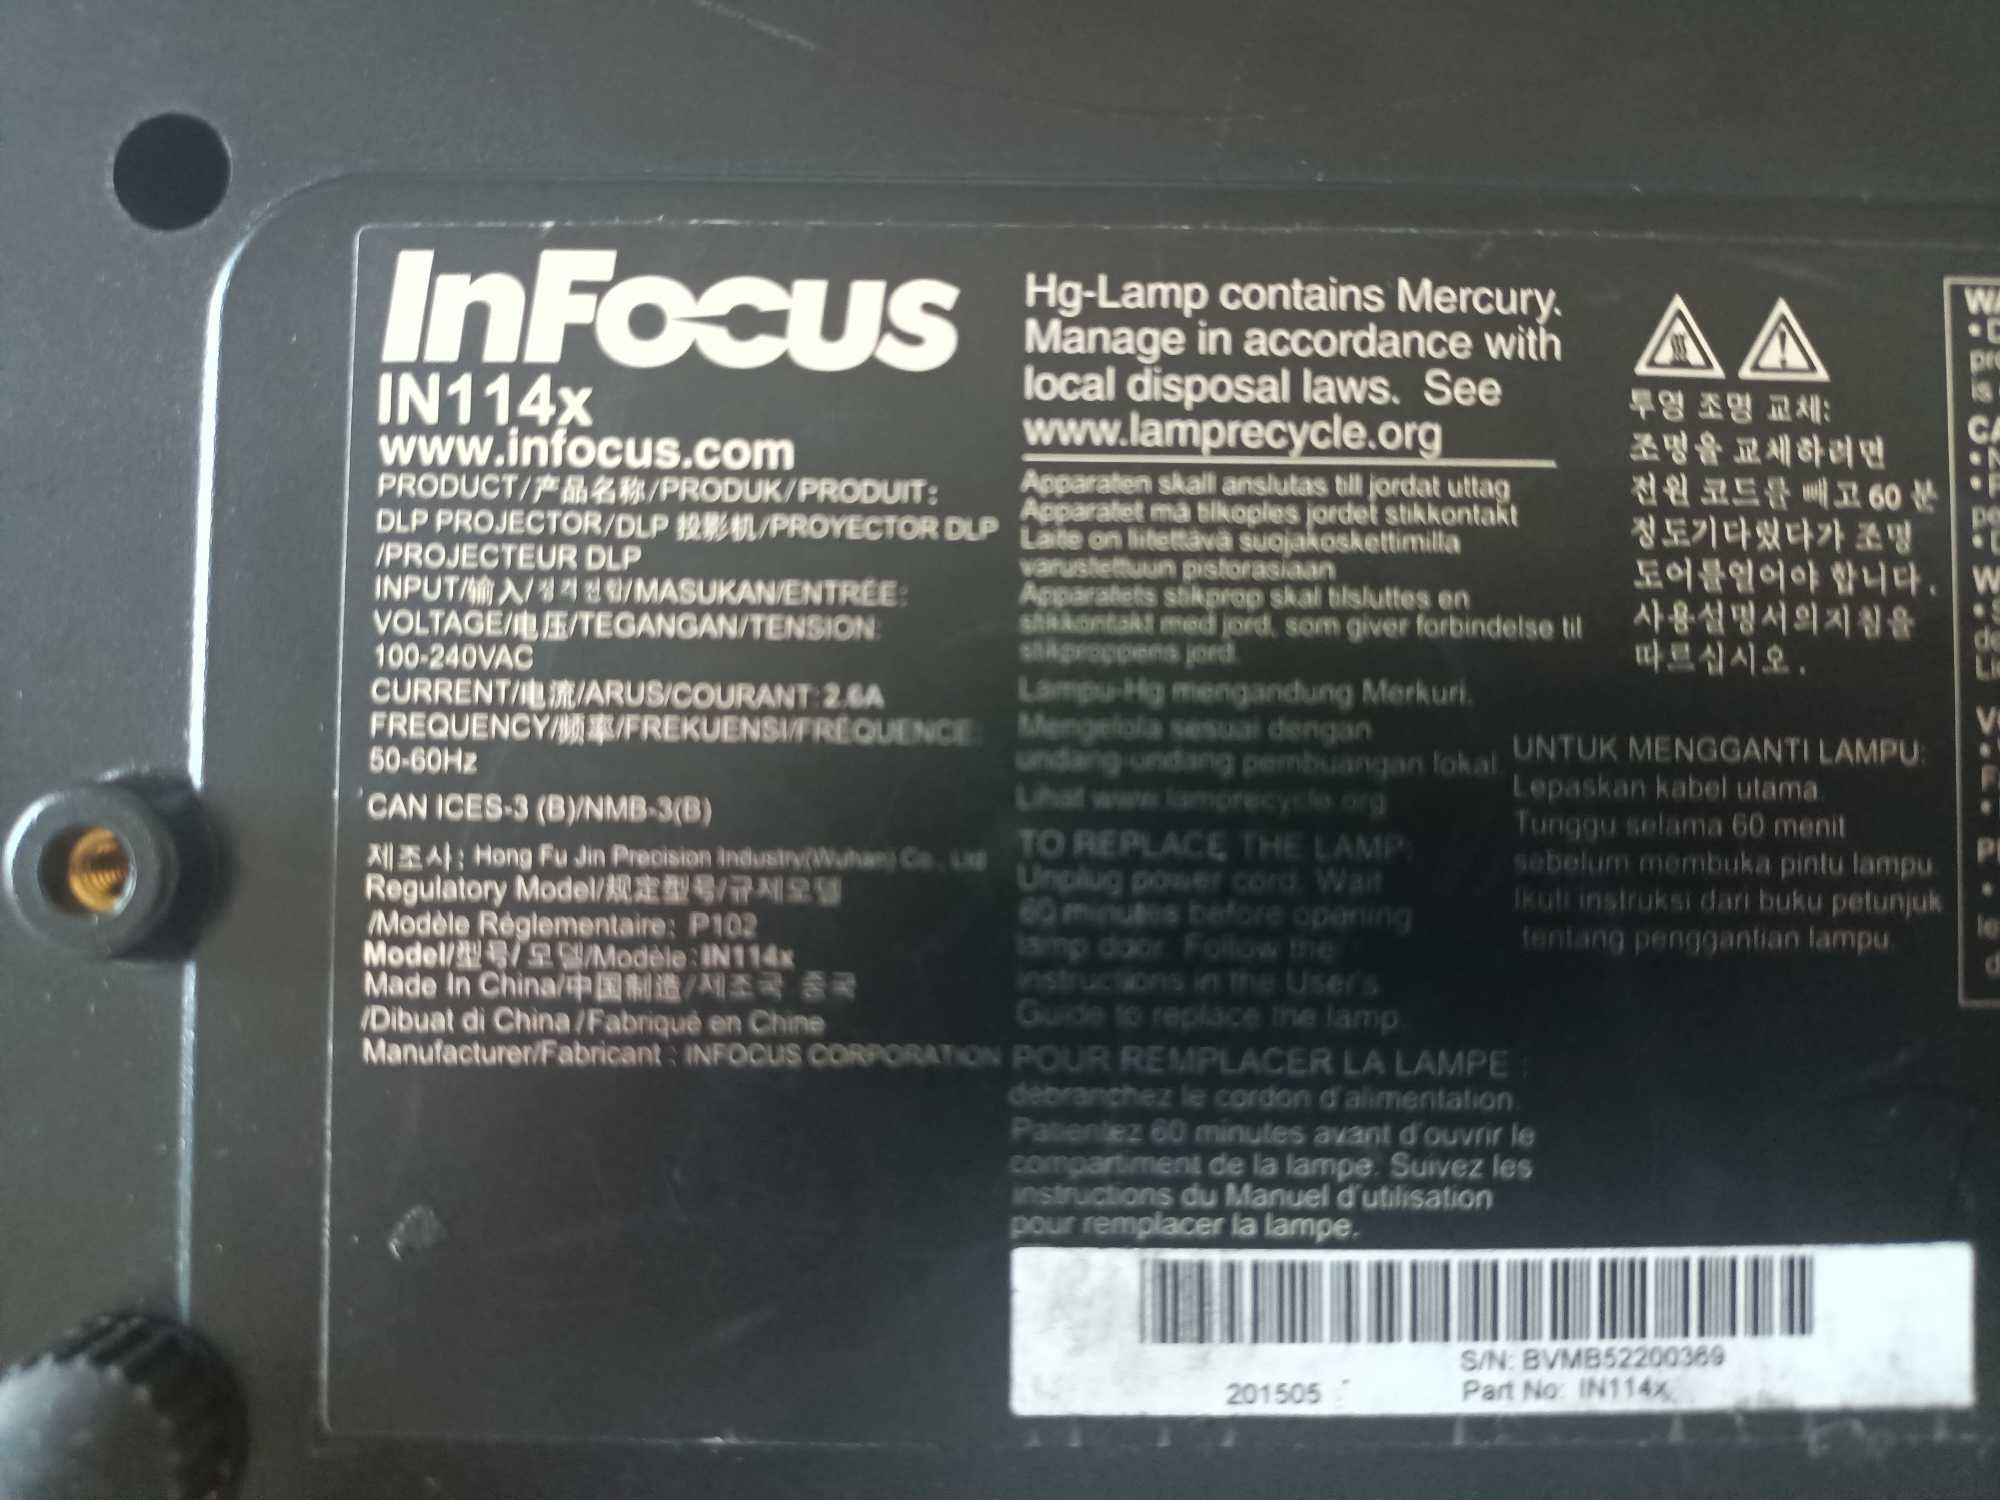 InFocus
IN114x
www.infocus.com
PRODUCT/产品名称/PRODUK/PRODUIT:
DLP PROJECTOR/DLP 投影机/PROYECTOR DLP
/PROJECTEUR DLP
INPUT/输入/정격전압/MASUKAN/ENTRÉE:
VOLTAGE/电压/TEGANGAN/TENSION:
100-240VAC
CURRENT/电流/ARUS/COURANT: 2.6A
FREQUENCY/频率/FREKUENSI/FRÉQUENCE:
50-60Hz
CAN ICES-3 (B)/NMB-3(B)
제조사: Hong Fu Jin Precision Industry(Wuhan) Co., Ltd
Regulatory Model/规定型号/규제모델
/Modèle Réglementaire: P102
Model/型号/모델/Modèle:IN114x
Made In China/中国制造/제조국 중국
/Dibuat di China/Fabriqué en Chine
Manufacturer/Fabricant : INFOCUS CORPORATION
Hg-Lamp contains Mercury.
Manage in accordance with
local disposal laws. See
www.lamprecycle.org
Apparaten skall anslutas till jordat uttag
Apparatet må tilkoples jordet stikkontakt
Laite on liitettävä suojakoskettimilla
varustettuun pistorasiaan
Apparatets stikprop skal tilsluttes en
stikkontakt med jord, som giver forbindelse til
stikproppens jord.
Lampu-Hg mengandung Merkuri.
Mengelola sesuai dengan
undang-undang pembuangan lokal.
Lihat www.lamprecycle.org
TO REPLACE THE LAMP:
Unplug power cord. Wait
60 minutes before opening
lamp door. Follow the
instructions in the User's
Guide to replace the lamp.
POUR REMPLACER LA LAMPE :
débranchez le cordon d'alimentation.
Patientez 60 minutes avant d'ouvrir le
compartiment de la lampe. Suivez les
instructions du Manuel d'utilisation
pour remplacer la lampe.
투영 조명 교체:
조명을 교체하려면
전원 코드를 빼고 60 분
정도기다렸다가 조명
도어를열어야 합니다.
사용설명서의지침을
따르십시오.
UNTUK MENGGANTI LAMPU:
Lepaskan kabel utama.
Tunggu selama 60 menit
sebelum membuka pintu lampu.
Ikuti instruksi dari buku petunjuk
tentang penggantian lampu.
S/N: BVMB52200369
201505
Part No: IN114x